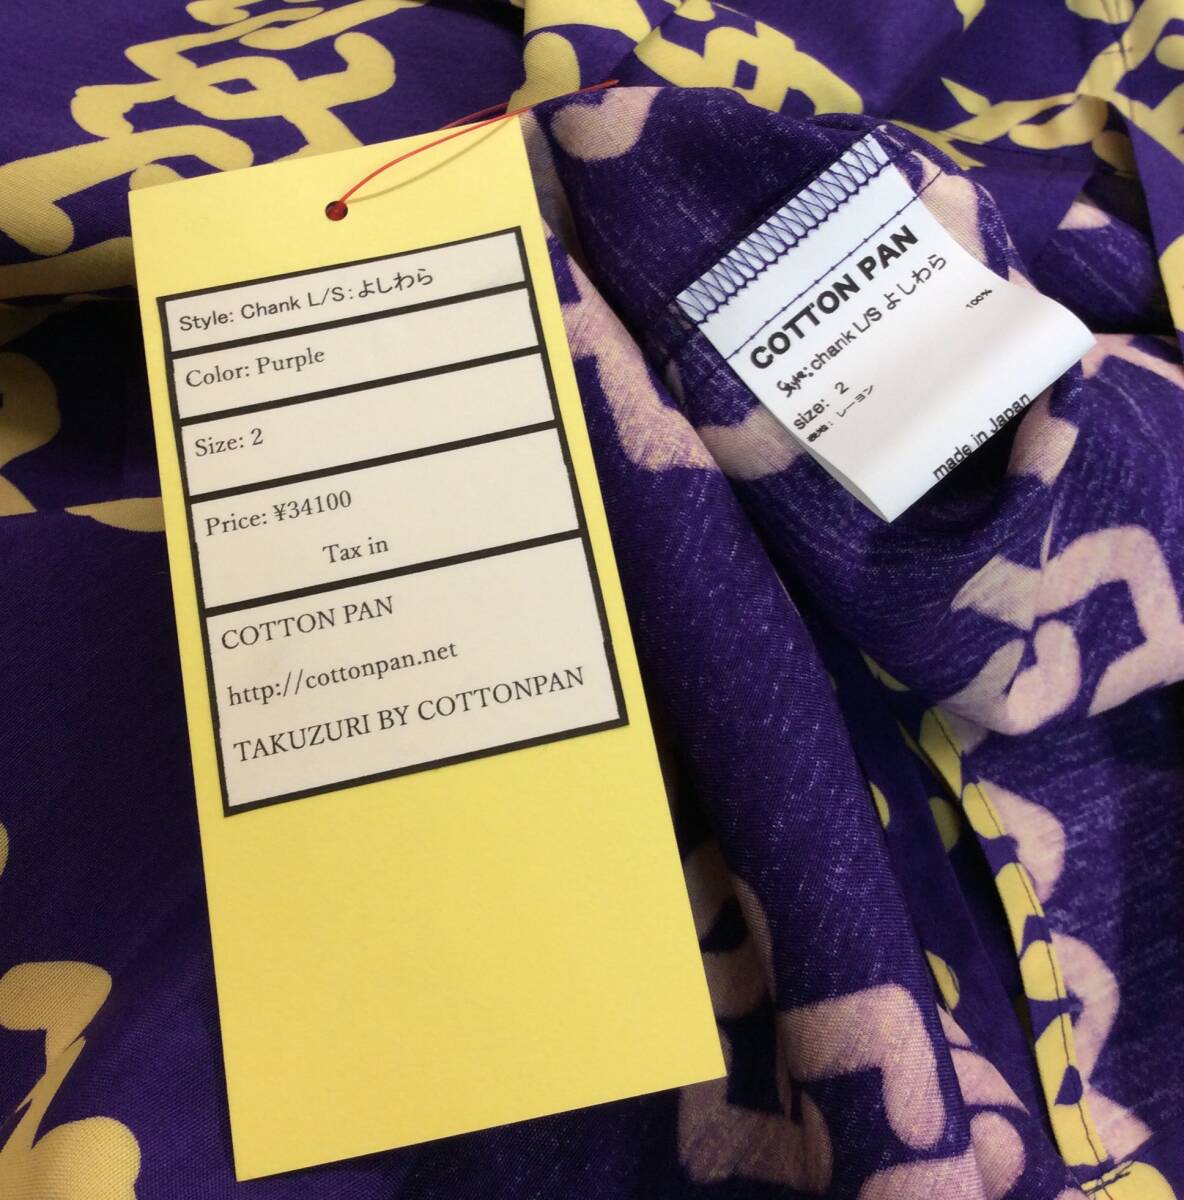 Style: Chank L/S:よしわら
Color: Purple
Size: 2
Price: ¥34100
Tax in
COTTON PAN
http://cottonpan.net
TAKUZURI BY COTTONPAN
COTTON PAN
Style: chank L/S よしわら
size: 2
レーヨン 100%
made in Japan